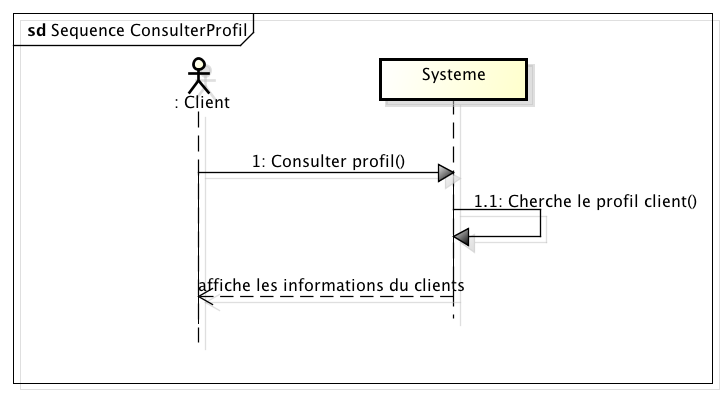 sd Sequence ConsulterProfil
Systeme
: Client
1: Consulter profil()
1.1: Cherche le profil client()
affiche les informations du clients